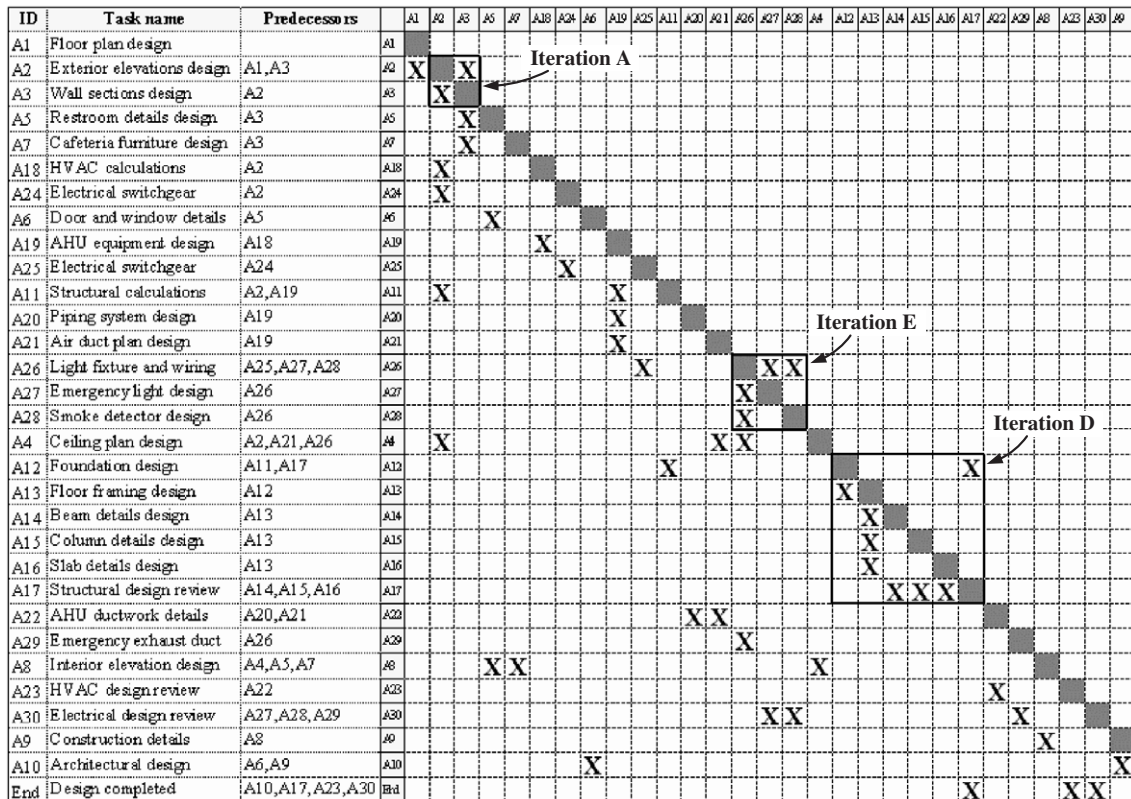 ID Task name Predecessors A1 A2 A3 A5 A7 A18 A24 A6 A19 A25 A11 A20 A21 A26 A27 A28 A4 A12 A13 A14 A15 A16 A17 A22 A29 A8 A23 A30 A9
A1 Floor plan design A1
Iteration A
A2 Exterior elevations design A1,A3 A2 X X
A3 Wall sections design A2 A3 X
A5 Restroom details design A3 A5 X
A7 Cafeteria furniture design A3 A7 X
A18 HVAC calculations A2 A18 X
A24 Electrical switchgear A2 A24 X
A6 Door and window details A5 A6 X
A19 AHU equipment design A18 A19 X
A25 Electrical switchgear A24 A25 X
A11 Structural calculations A2,A19 A11 X X
A20 Piping system design A19 A20 X
Iteration E
A21 Air duct plan design A19 A21 X
A26 Light fixture and wiring A25,A27,A28 A26 X X X
A27 Emergency light design A26 A27 X
A28 Smoke detector design A26 A28 X
Iteration D
A4 Ceiling plan design A2,A21,A26 A4 X X X
A12 Foundation design A11,A17 A12 X X
A13 Floor framing design A12 A13 X
A14 Beam details design A13 A14 X
A15 Column details design A13 A15 X
A16 Slab details design A13 A16 X
A17 Structural design review A14,A15,A16 A17 X X X
A22 AHU ductwork details A20,A21 A22 X X
A29 Emergency exhaust duct A26 A29 X
A8 Interior elevation design A4,A5,A7 A8 X X X
A23 HVAC design review A22 A23 X
A30 Electrical design review A27,A28,A29 A30 X X X
A9 Construction details A8 A9 X
A10 Architectural design A6,A9 A10 X X
End Design completed A10,A17,A23,A30 End X X X